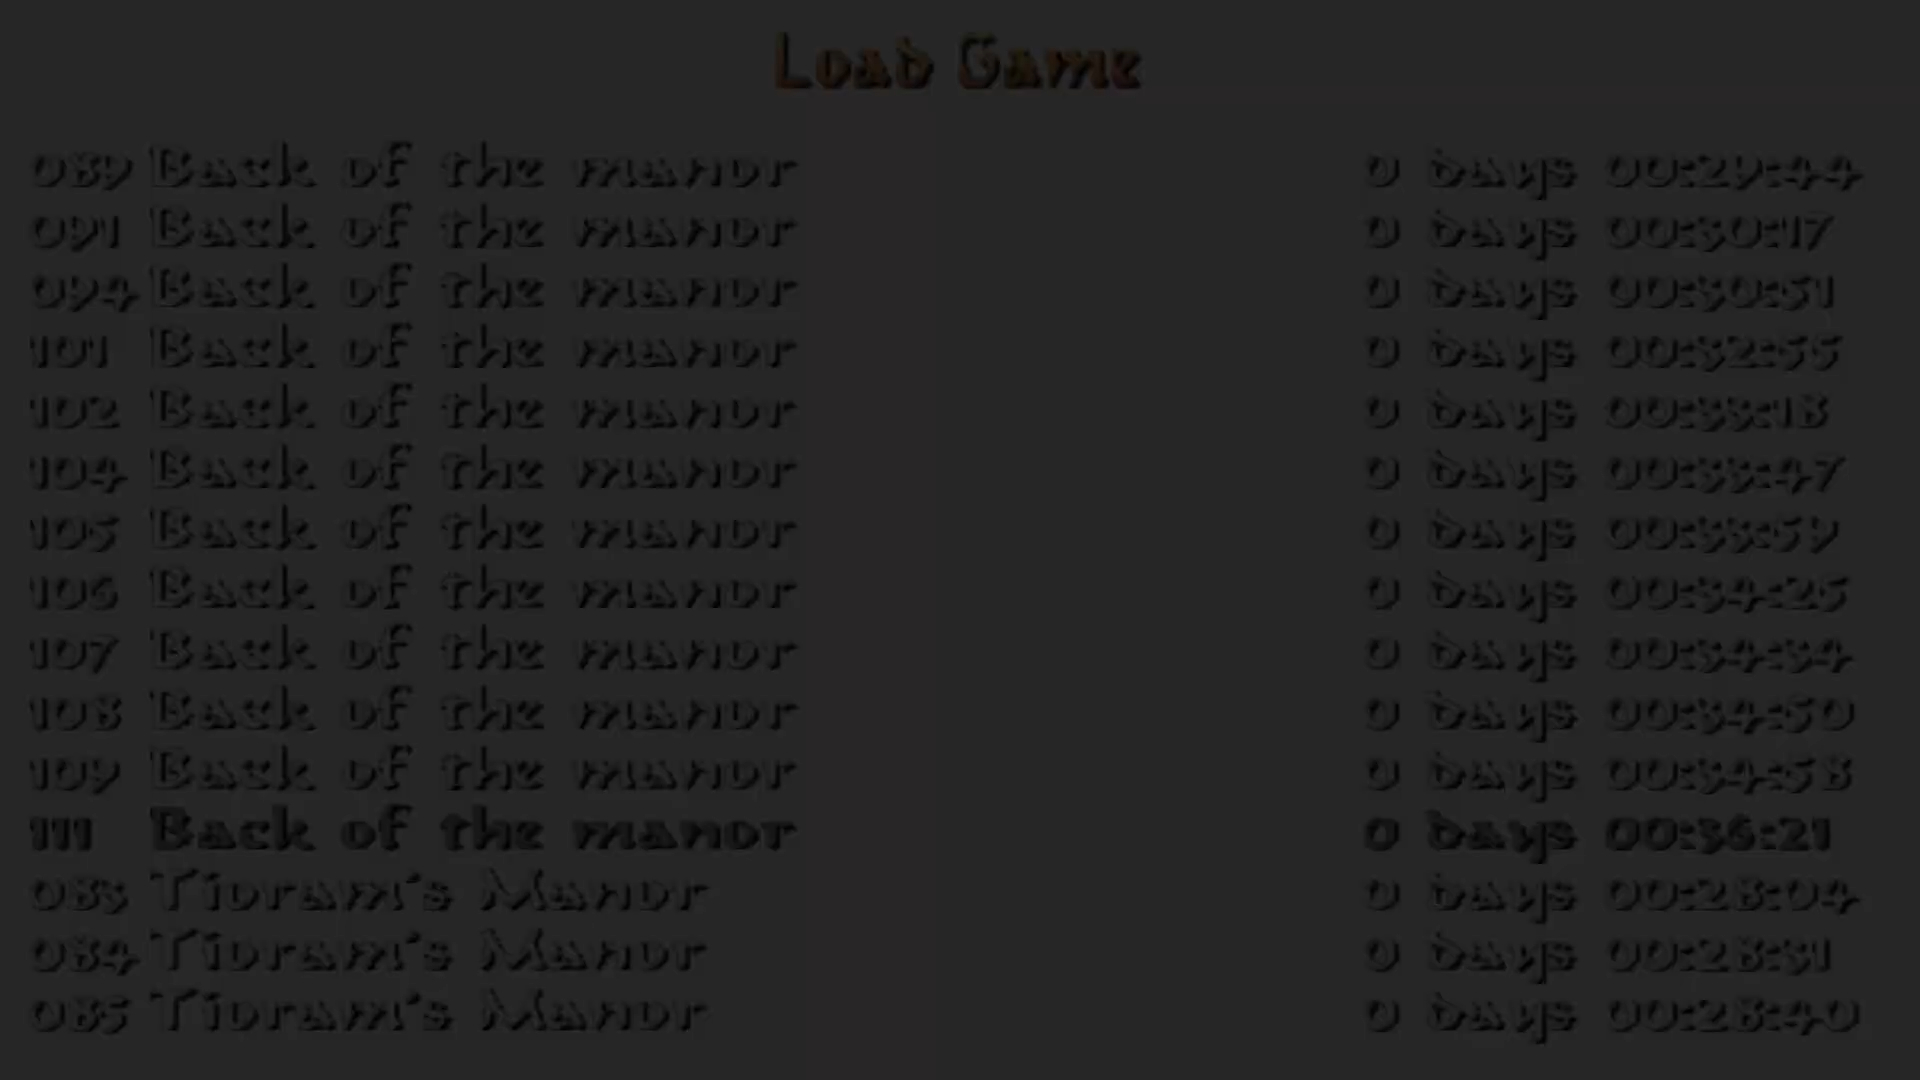 Load Game
089 Back of the manor 0 days 00:29:44
091 Back of the manor 0 days 00:30:17
094 Back of the manor 0 days 00:30:51
101 Back of the manor 0 days 00:32:55
102 Back of the manor 0 days 00:33:18
104 Back of the manor 0 days 00:33:47
105 Back of the manor 0 days 00:33:59
106 Back of the manor 0 days 00:34:25
107 Back of the manor 0 days 00:34:34
108 Back of the manor 0 days 00:34:50
109 Back of the manor 0 days 00:34:58
111 Back of the manor 0 days 00:36:21
083 Tioram's Manor 0 days 00:28:04
084 Tioram's Manor 0 days 00:28:31
085 Tioram's Manor 0 days 00:28:40